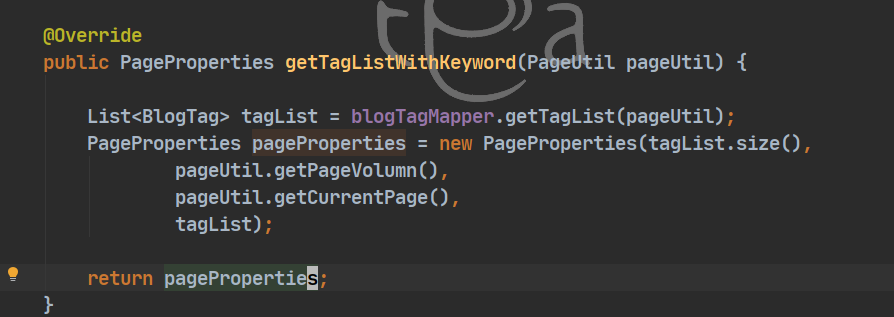 @Override
public PageProperties getTagListWithKeyword(PageUtil pageUtil) {
List<BlogTag> tagList = blogTagMapper.getTagList(pageUtil);
PageProperties pageProperties = new PageProperties(tagList.size(),
pageUtil.getPageVolumn(),
pageUtil.getCurrentPage(),
tagList);
return pageProperties;
}